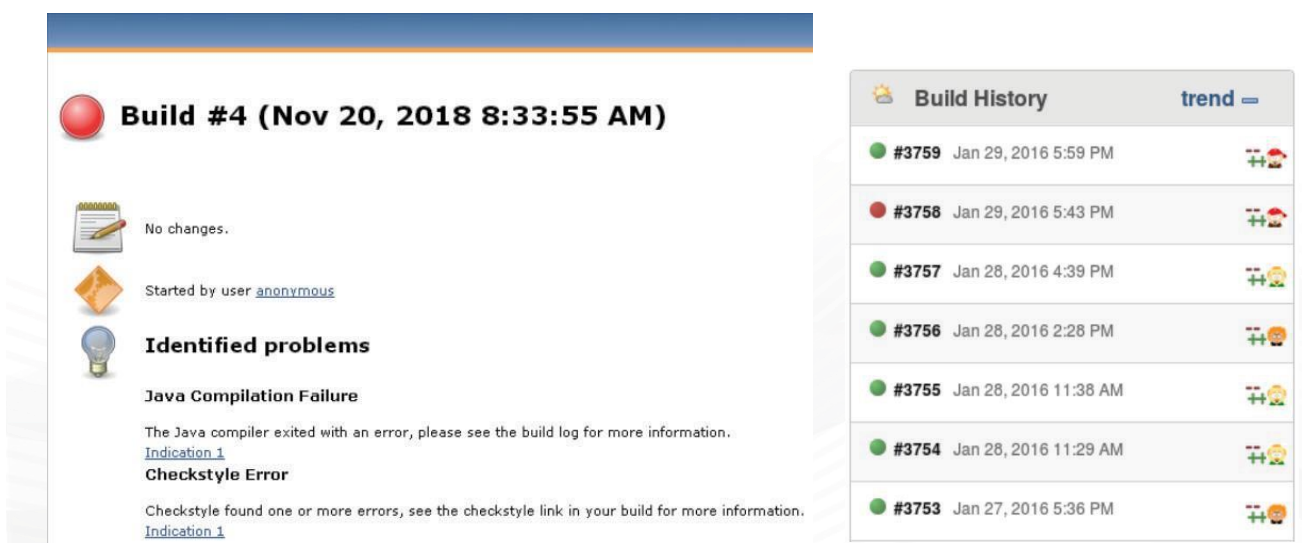 Build #4 (Nov 20, 2018 8:33:55 AM)
No changes.
Started by user anonymous
Identified problems
Java Compilation Failure
The Java compiler exited with an error, please see the build log for more information.
Indication 1
Checkstyle Error
Checkstyle found one or more errors, see the checkstyle link in your build for more information.
Indication 1
Build History trend
#3759 Jan 29, 2016 5:59 PM
#3758 Jan 29, 2016 5:43 PM
#3757 Jan 28, 2016 4:39 PM
#3756 Jan 28, 2016 2:28 PM
#3755 Jan 28, 2016 11:38 AM
#3754 Jan 28, 2016 11:29 AM
#3753 Jan 27, 2016 5:36 PM